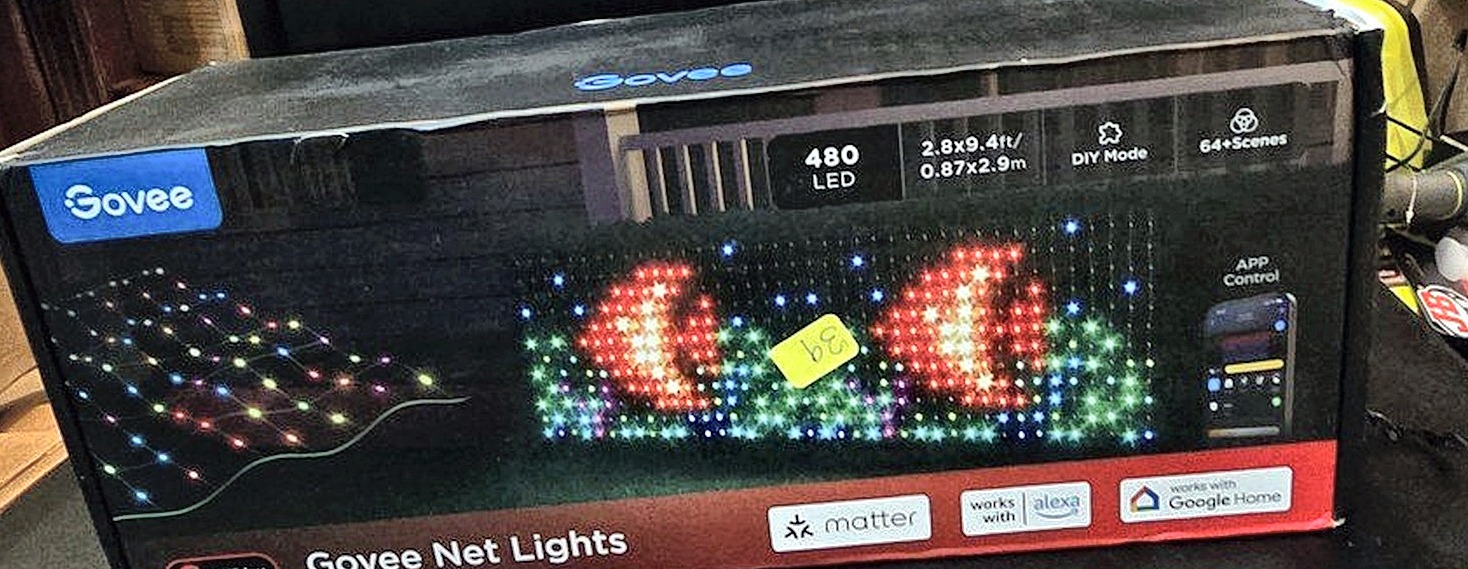 Govee
Govee
480
LED
2.8x9.4ft/
0.87x2.9m
DIY Mode
64+Scenes
APP
Control
39
matter
works
with
alexa
works with
Google Home
Govee Net Lights